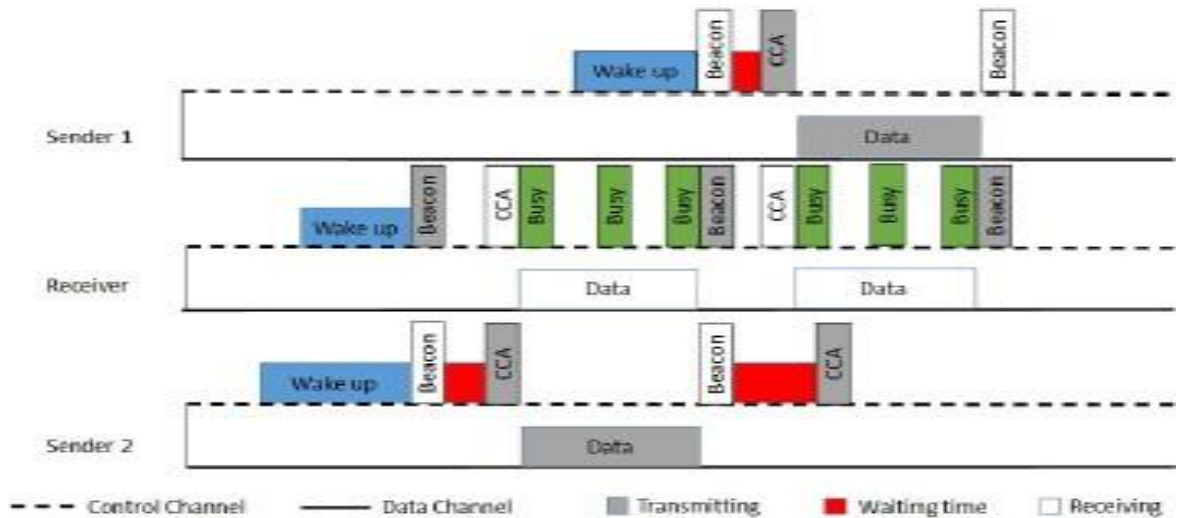 Beacon
CCA
Beacon
Wake up
Sender 1
Data
Beacon
CCA
Busy
Busy
Busy
Beacon
CCA
Busy
Busy
Busy
Beacon
Wake up
Receiver
Data
Data
Beacon
CCA
Beacon
CCA
Wake up
Sender 2
Data
Control Channel Data Channel Transmitting Waiting time Receiving